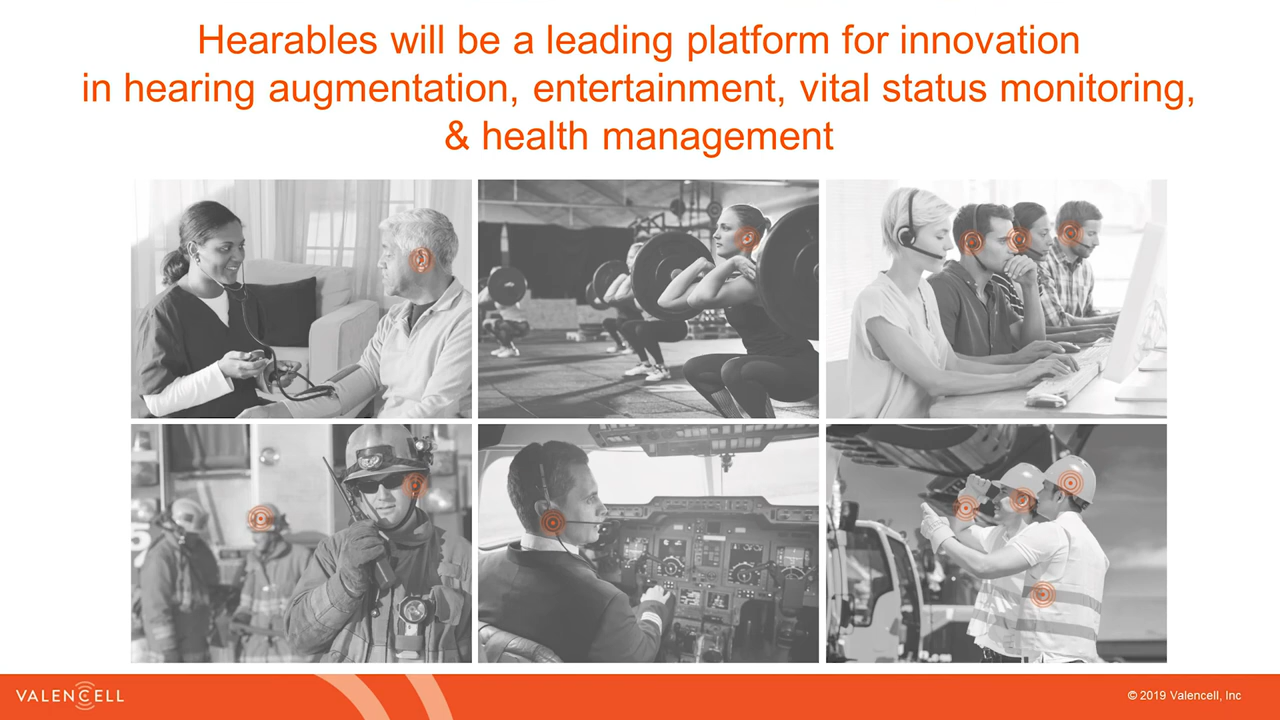 Hearables will be a leading platform for innovation
in hearing augmentation, entertainment, vital status monitoring,
& health management
VALENCELL
© 2019 Valencell, Inc